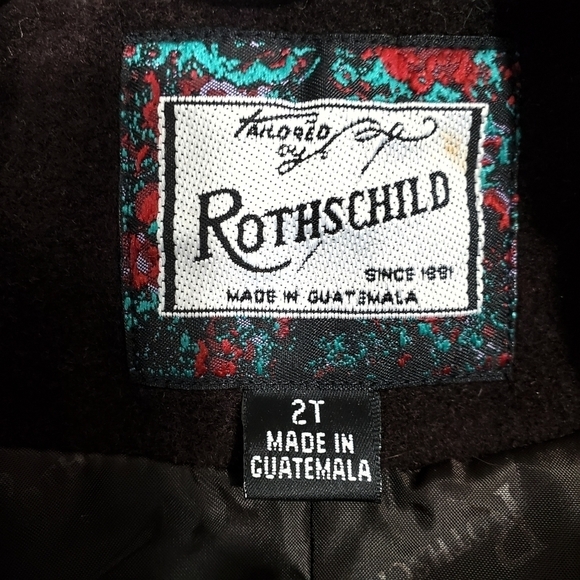 TAILORED
by
ROTHSCHILD
SINCE 1881
MADE IN GUATEMALA
2T
MADE IN
GUATEMALA